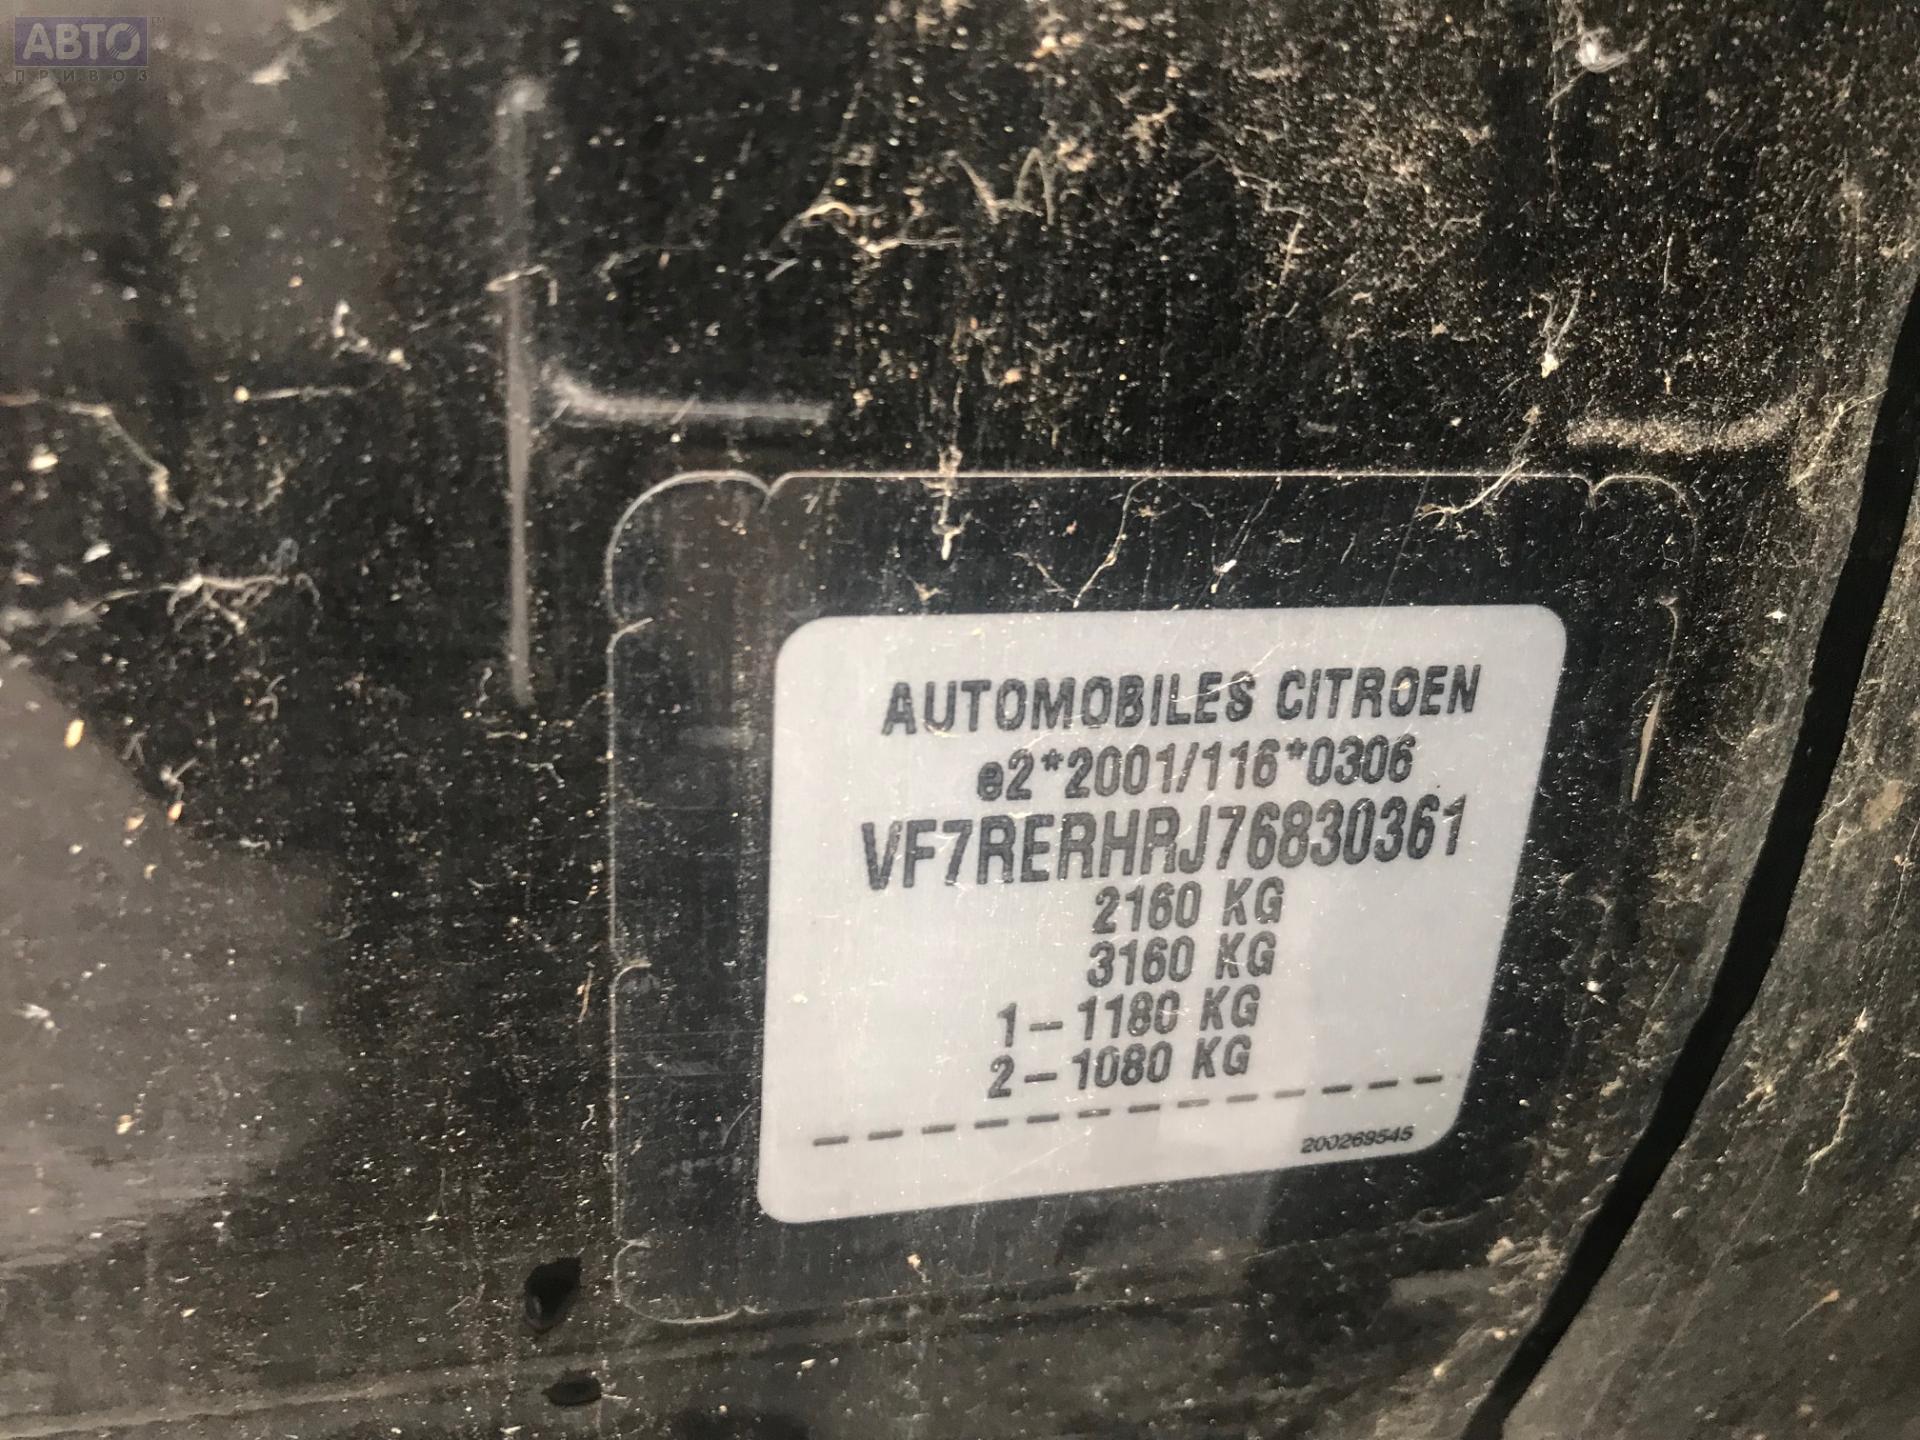 АВТО
ПРИВОЗ
AUTOMOBILES CITROEN
e2*2001/116*0306
VF7RERHRJ76830361
2160 KG
3160 KG
1-1180 KG
2-1080 KG
200269545